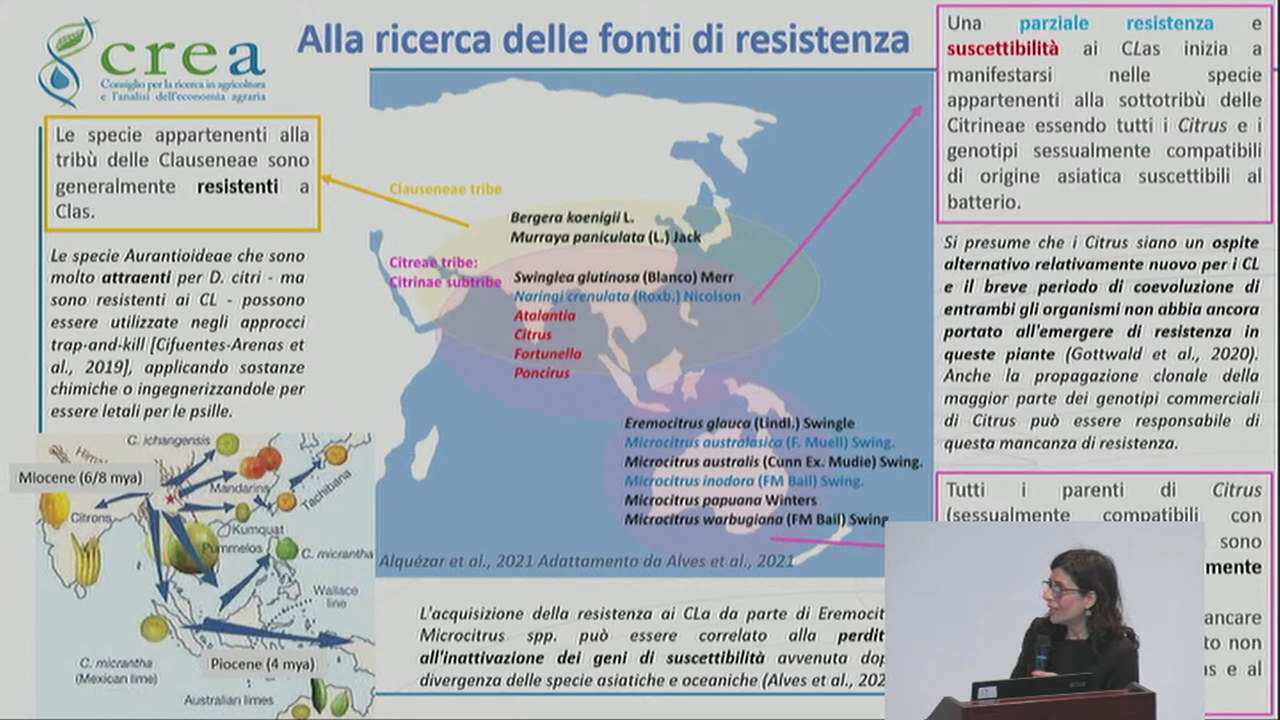 Alla ricerca delle fonti di resistenza
crea
Consiglio per la ricerca in agricoltura
e l'analisi dell'economia agraria
Le specie appartenenti alla
tribù delle Clauseneae sono
generalmente resistenti a
Clas.
Le specie Aurantioideae che sono
molto attraenti per D. citri - ma
sono resistenti ai CL - possono
essere utilizzate negli approcci
trap-and-kill [Cifuentes-Arenas et
al., 2019], applicando sostanze
chimiche o ingegnerizzandole per
essere letali per le psille.
C. ichangensis
Miocene (6/8 mya)
Mandarins
Tachibana
Citrons
Kumquat
Pummelos
C. micrantha
Wallace
line
C. micrantha
(Mexican lime)
Piocene (4 mya)
Australian limes
Clauseneae tribe
Bergera koenigii L.
Murraya paniculata (L.) Jack
Citreae tribe:
Citrinae subtribe
Swinglea glutinosa (Blanco) Merr
Naringi crenulata (Roxb.) Nicolson
Atalantia
Citrus
Fortunella
Poncirus
Eremocitrus glauca (Lindl.) Swingle
Microcitrus australasica (F. Muell) Swing.
Microcitrus australis (Cunn Ex. Mudie) Swing.
Microcitrus inodora (FM Bail) Swing.
Microcitrus papuana Winters
Microcitrus warbugiana (FM Bail) Swing
Alquézar et al., 2021 Adattamento da Alves et al., 2021
L'acquisizione della resistenza ai CLa da parte di Eremocit
Microcitrus spp. può essere correlato alla perdit
all'inattivazione dei geni di suscettibilità avvenuta dop
divergenza delle specie asiatiche e oceaniche (Alves et al., 202
Una parziale resistenza e
suscettibilità ai CLas inizia a
manifestarsi nelle specie
appartenenti alla sottotribù delle
Citrineae essendo tutti i Citrus e i
genotipi sessualmente compatibili
di origine asiatica suscettibili al
batterio.
Si presume che i Citrus siano un ospite
alternativo relativamente nuovo per i CL
e il breve periodo di coevoluzione di
entrambi gli organismi non abbia ancora
portato all'emergere di resistenza in
queste piante (Gottwald et al., 2020).
Anche la propagazione clonale della
maggior parte dei genotipi commerciali
di Citrus può essere responsabile di
questa mancanza di resistenza.
Tutti i parenti di Citrus
(sessualmente compatibili con
sono
mente
ancare
to non
s e al